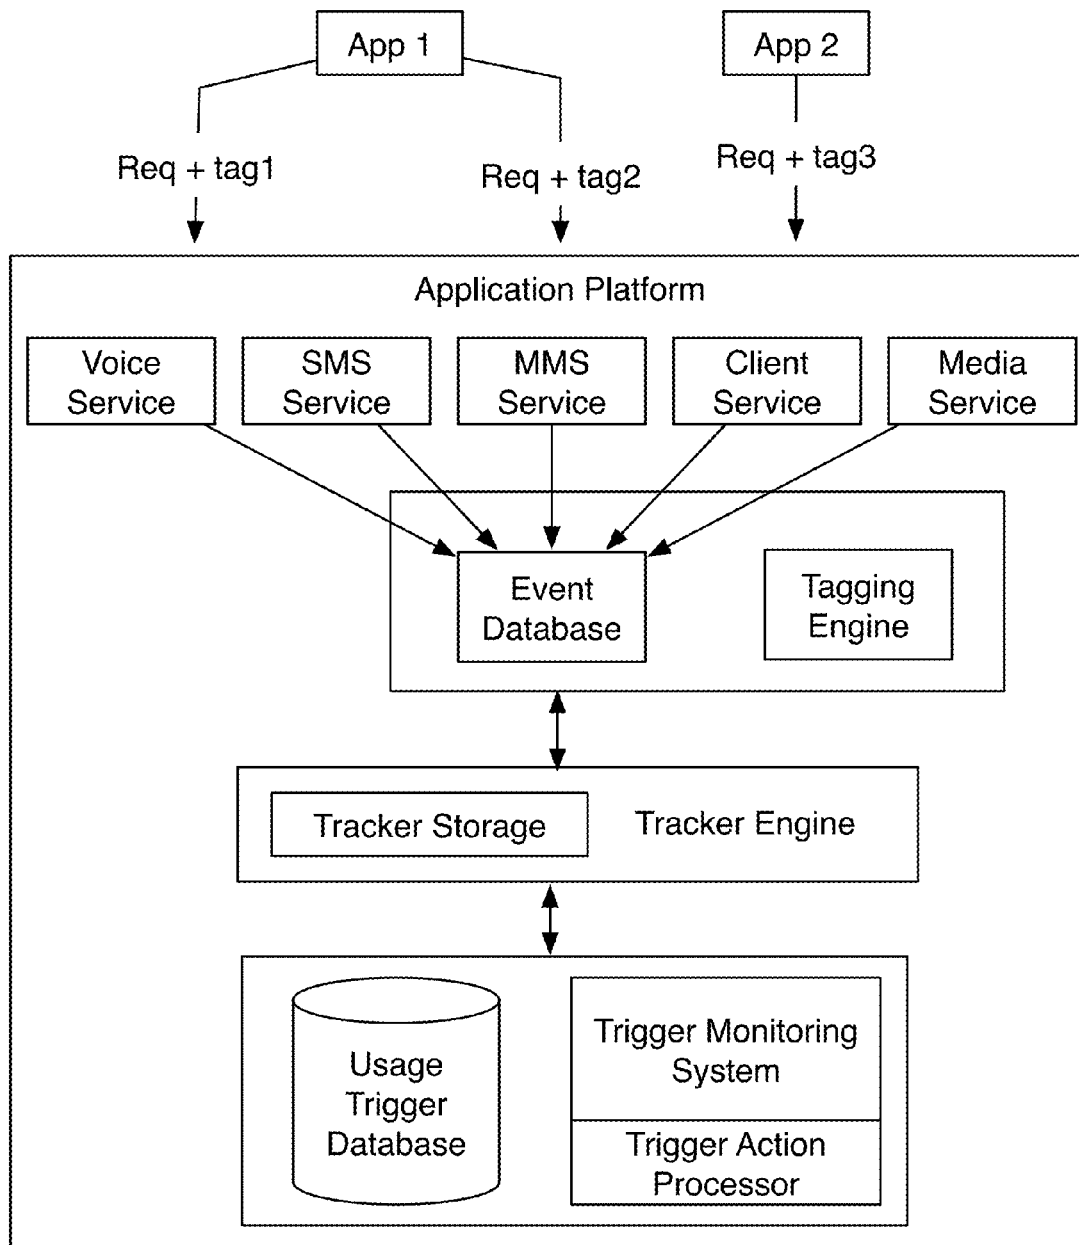 App 1
App 2
Req + tag1
Req + tag2
Req + tag3
Application Platform
Voice
Service
SMS
Service
MMS
Service
Client
Service
Media
Service
Event
Database
Tagging
Engine
Tracker Storage
Tracker Engine
Usage
Trigger
Database
Trigger Monitoring
System
Trigger Action
Processor